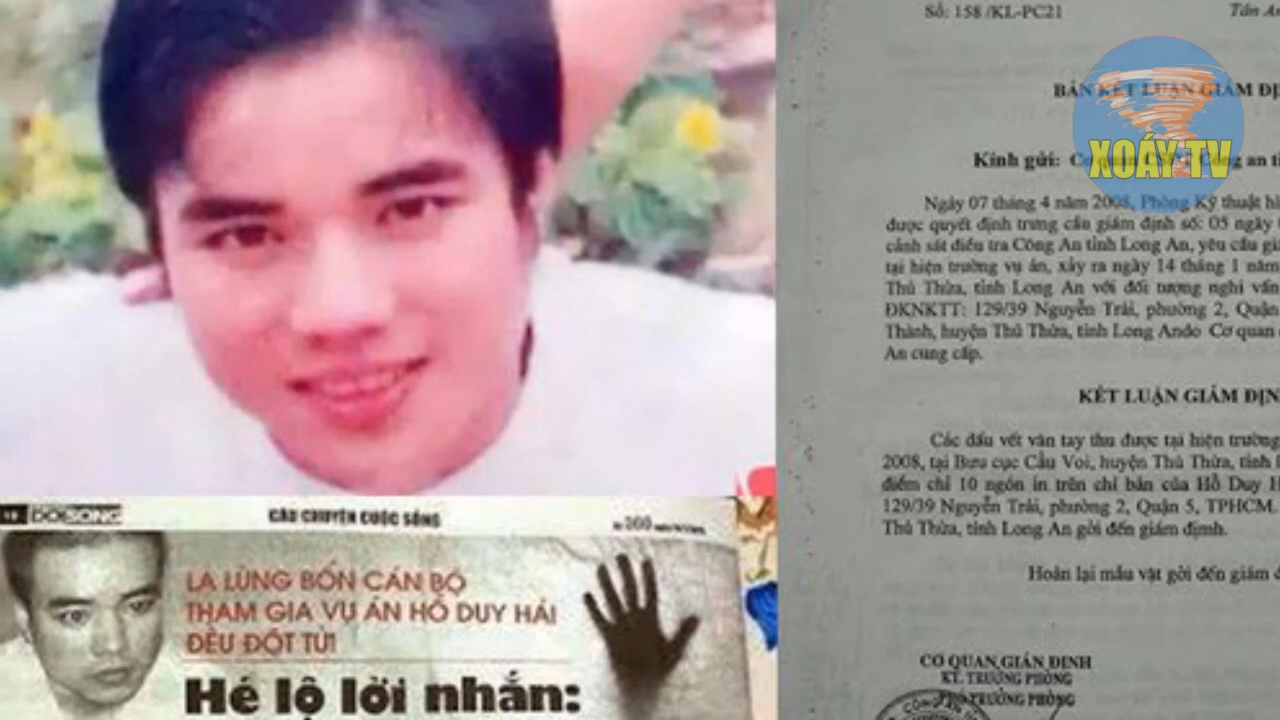 Số: 158 /KL-PC21
Tân
BẢN KẾT LUẬN GIÁM
XOÁY TV
Kính gửi: Cơ quan Công an
Ngày 07 tháng 4 năm 2008, Phòng Kỹ thuật
được quyết định trưng cầu giám định số: 05 ngày
cảnh sát điều tra Công An tỉnh Long An, yêu cầu
tại hiện trường vụ án, xảy ra ngày 14 tháng 1 năm
Thủ Thừa, tỉnh Long An với đối tượng nghi vấn
ĐKNKTT: 129/39 Nguyễn Trãi, phường 2, Quận
Thành, huyện Thủ Thừa, tỉnh Long Ando Cơ quan
An cung cấp.
KẾT LUẬN GIÁM
Các dấu vết vân tay thu được tại hiện trường
2008, tại Bưu cục Cầu Voi, huyện Thủ Thừa, tỉnh
điểm chỉ 10 ngón in trên chỉ bản của Hồ Duy
129/39 Nguyễn Trãi, phường 2, Quận 5, TPHCM.
Thủ Thừa, tỉnh Long An gởi đến giám định.
Hoàn lại mẫu vật gởi đến giám
CƠ QUAN GIÁN ĐỊNH
KT. TRƯỞNG PHÒNG
PHÓ TRƯỞNG PHÒNG
CÔNG AN
ĐỜI SỐNG
CÂU CHUYỆN CUỘC SỐNG
LẠ LÙNG BỐN CÁN BỘ
THAM GIA VỤ ÁN HỒ DUY HẢI
ĐỀU ĐỘT TỬ!
Hé lộ lời nhắn: